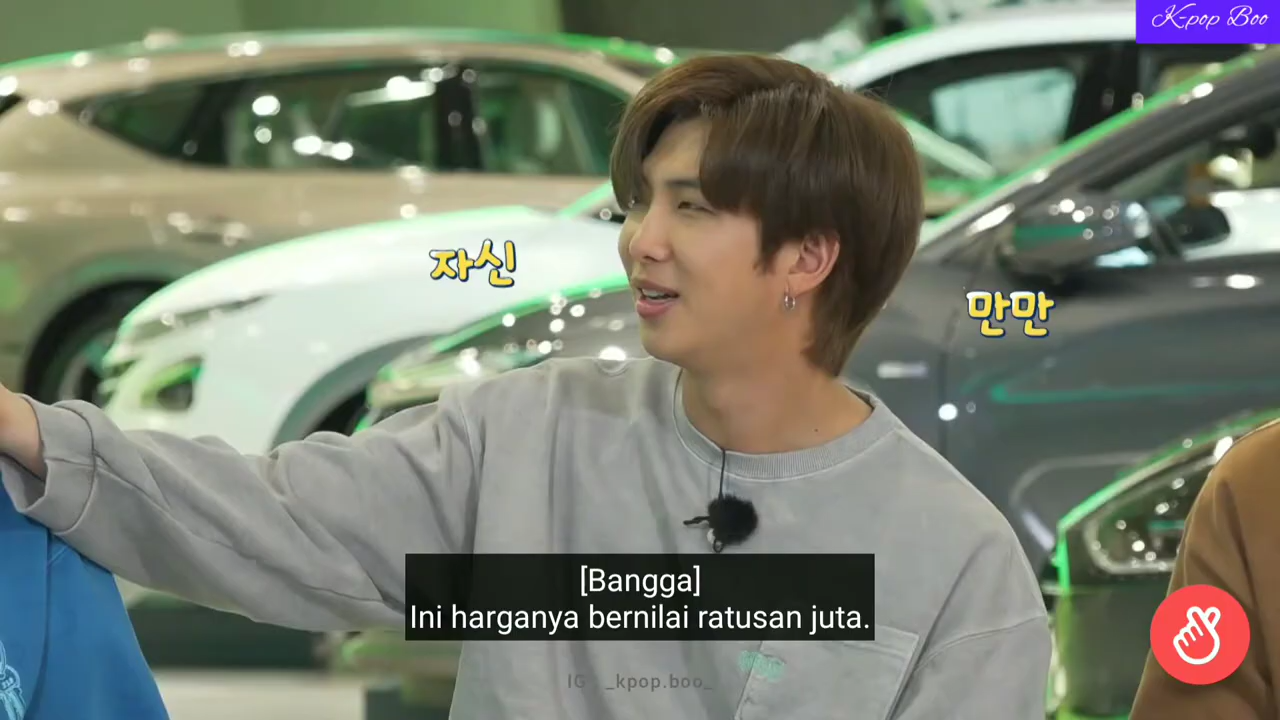 K-pop Boo
자신
만만
[Bangga]
Ini harganya bernilai ratusan juta.
IG : _kpop.boo_